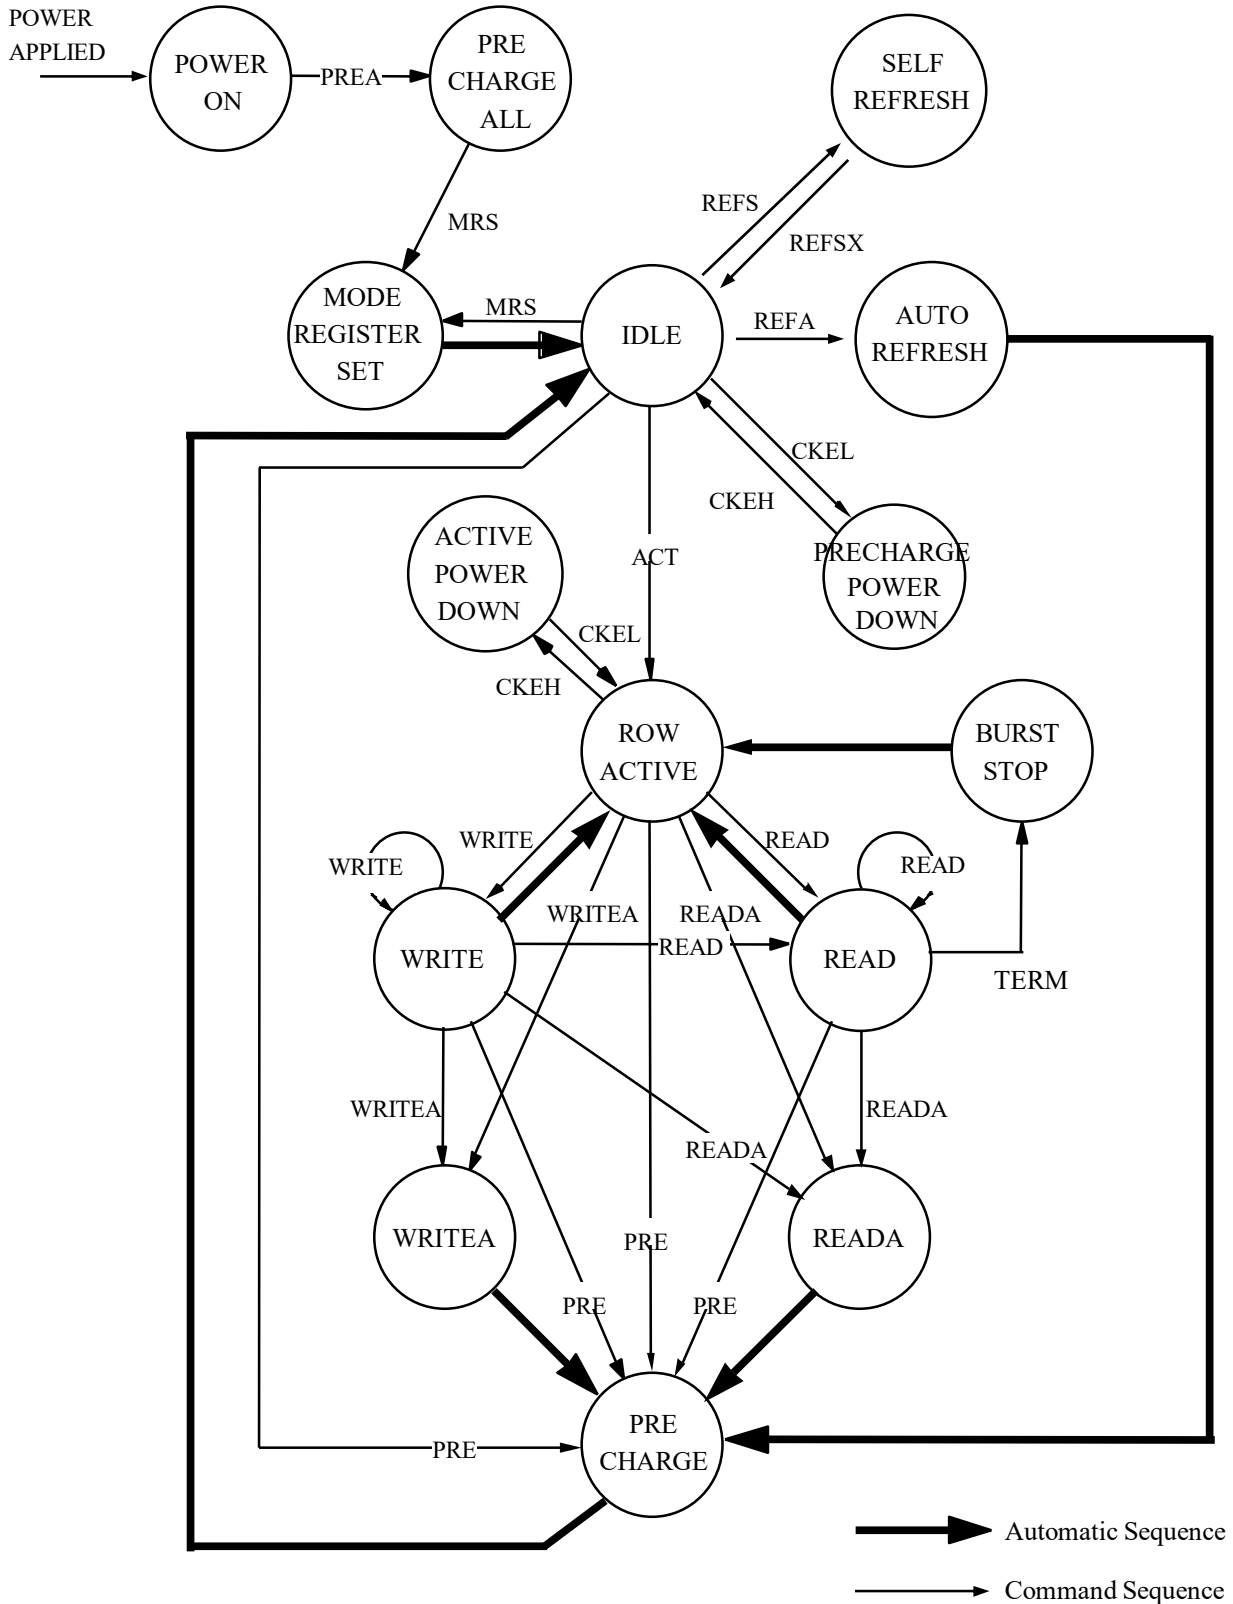 POWER
APPLIED
POWER
ON
PREA
PRE
CHARGE
ALL
SELF
REFRESH
MRS
REFS
REFSX
MODE
REGISTER
SET
MRS
IDLE
REFA
AUTO
REFRESH
CKEL
CKEH
ACTIVE
POWER
DOWN
ACT
PRECHARGE
POWER
DOWN
CKEL
CKEH
ROW
ACTIVE
BURST
STOP
WRITE
READ
WRITE
READ
WRITEA
READA
WRITE
READ
READ
TERM
WRITEA
READA
READA
WRITEA
PRE
READA
PRE
PRE
PRE
CHARGE
PRE
Automatic Sequence
Command Sequence